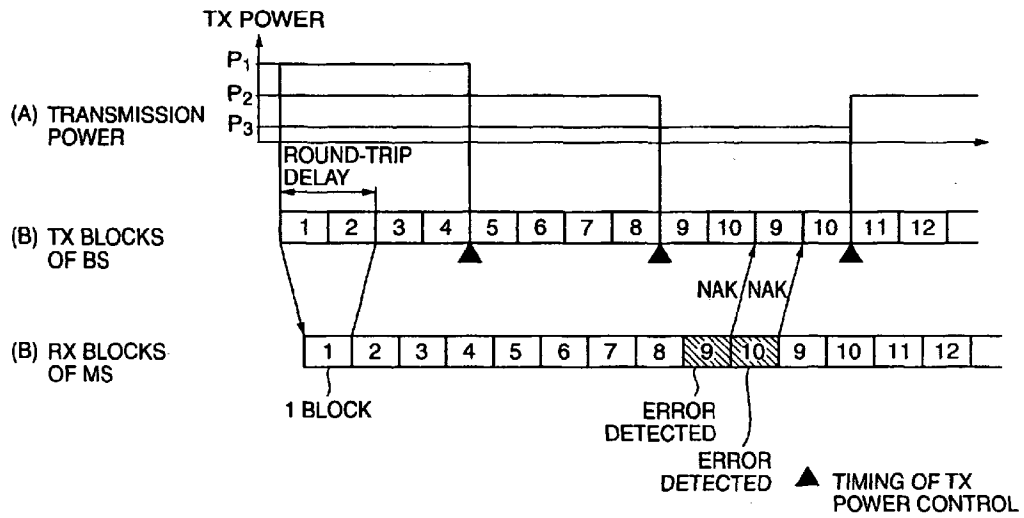 TX POWER
P1
P2
(A) TRANSMISSION
POWER
P3
ROUND-TRIP
DELAY
(B) TX BLOCKS
OF BS
1 2 3 4 5 6 7 8 9 10 9 10 11 12
NAK NAK
(B) RX BLOCKS
OF MS
1 2 3 4 5 6 7 8 9 10 9 10 11 12
1 BLOCK
ERROR
DETECTED
ERROR
DETECTED
TIMING OF TX
POWER CONTROL